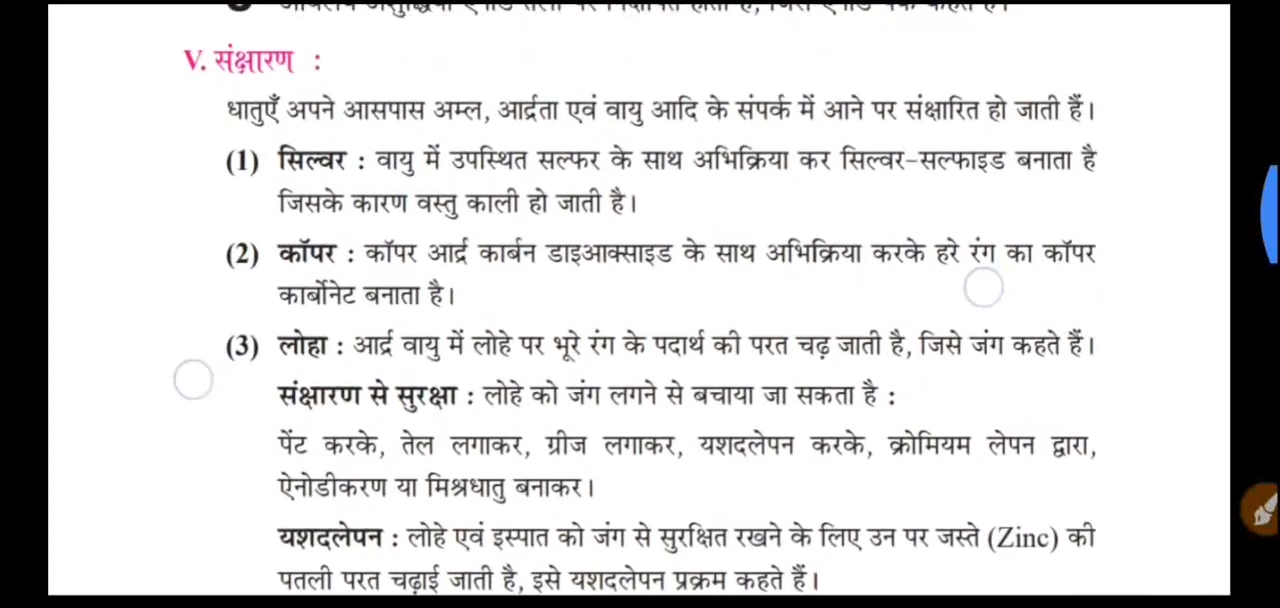 V. संक्षारण :
धातुएँ अपने आसपास अम्ल, आर्द्रता एवं वायु आदि के संपर्क में आने पर संक्षारित हो जाती हैं।
(1) सिल्वर : वायु में उपस्थित सल्फर के साथ अभिक्रिया कर सिल्वर-सल्फाइड बनाता है
जिसके कारण वस्तु काली हो जाती है।
(2) कॉपर : कॉपर आर्द्र कार्बन डाइआक्साइड के साथ अभिक्रिया करके हरे रंग का कॉपर
कार्बोनेट बनाता है।
(3) लोहा : आर्द्र वायु में लोहे पर भूरे रंग के पदार्थ की परत चढ़ जाती है, जिसे जंग कहते हैं।
संक्षारण से सुरक्षा : लोहे को जंग लगने से बचाया जा सकता है :
पेंट करके, तेल लगाकर, ग्रीज लगाकर, यशदलेपन करके, क्रोमियम लेपन द्वारा,
ऐनोडीकरण या मिश्रधातु बनाकर।
यशदलेपन : लोहे एवं इस्पात को जंग से सुरक्षित रखने के लिए उन पर जस्ते (Zinc) की
पतली परत चढ़ाई जाती है, इसे यशदलेपन प्रक्रम कहते हैं।